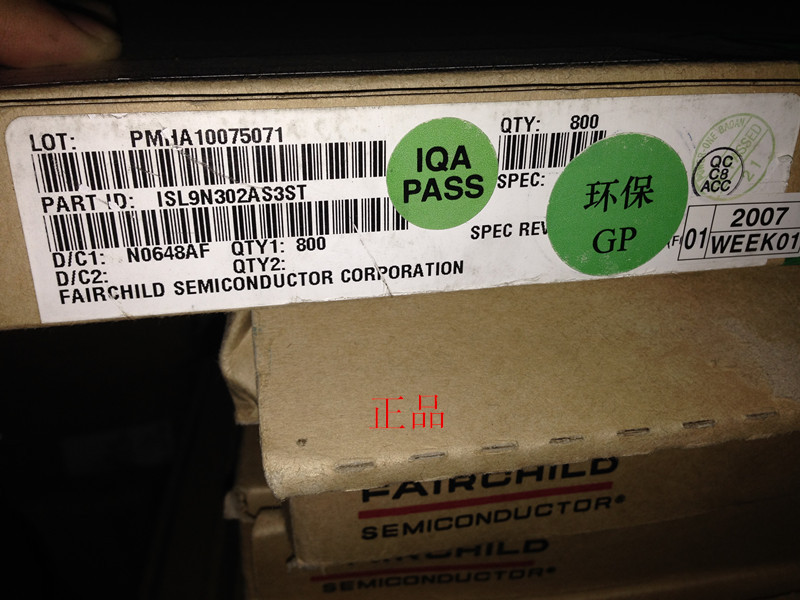 LOT: PMHA10075071
QTY: 800
IQA
PASS
PART ID: ISL9N302AS3ST
SPEC:
D/C1: N0648AF QTY1: 800
D/C2: QTY2:
SPEC REV
FAIRCHILD SEMICONDUCTOR CORPORATION
环保
GP
QC
C8
ACC
01
2007
WEEK01
正品
FAIRCHILD
SEMICONDUCTOR®
FAIRCHILD
SEMICONDUCTOR®